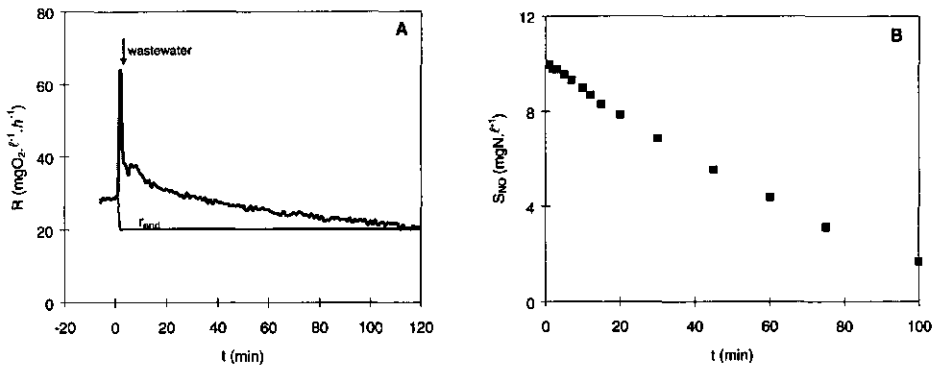 A
wastewater
R (mgO₂.ℓ⁻¹.h⁻¹)
80
60
40
20
0
r_end
-20 0 20 40 60 80 100 120
t (min)
B
S_NO (mgN.ℓ⁻¹)
12
8
4
0
0 20 40 60 80 100
t (min)